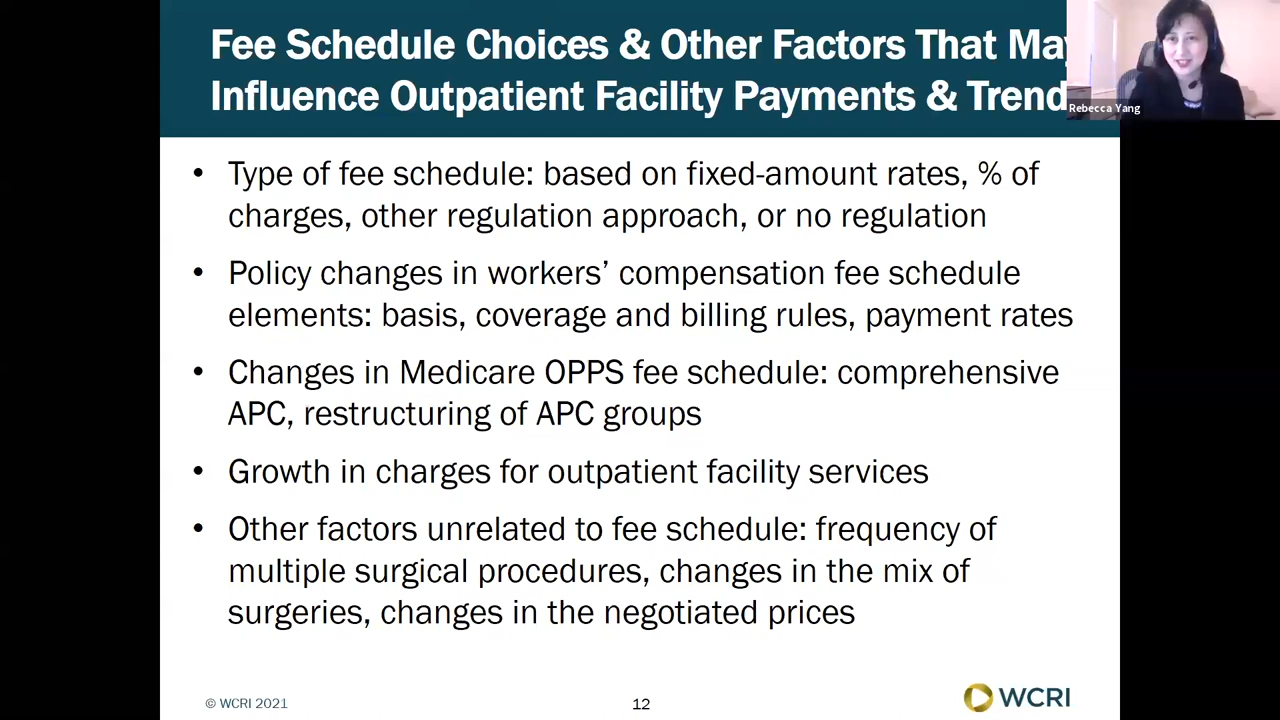 Fee Schedule Choices & Other Factors That May
Influence Outpatient Facility Payments & Trend
Rebecca Yang
• Type of fee schedule: based on fixed-amount rates, % of
charges, other regulation approach, or no regulation
• Policy changes in workers’ compensation fee schedule
elements: basis, coverage and billing rules, payment rates
• Changes in Medicare OPPS fee schedule: comprehensive
APC, restructuring of APC groups
• Growth in charges for outpatient facility services
• Other factors unrelated to fee schedule: frequency of
multiple surgical procedures, changes in the mix of
surgeries, changes in the negotiated prices
© WCRI 2021
12
WCRI